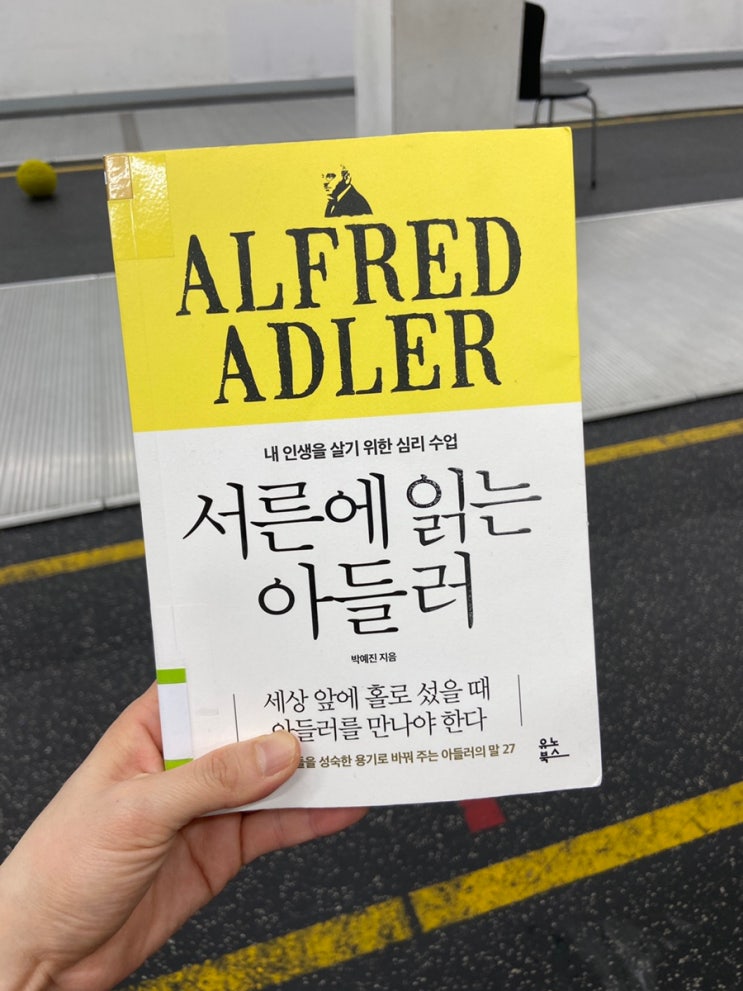 ALFRED
ADLER
내 인생을 살기 위한 심리 수업
서른에 읽는
아들러
박예진 지음
세상 앞에 홀로 섰을 때
아들러를 만나야 한다
들을 성숙한 용기로 바꿔 주는 아들러의 말 27
유노
북스